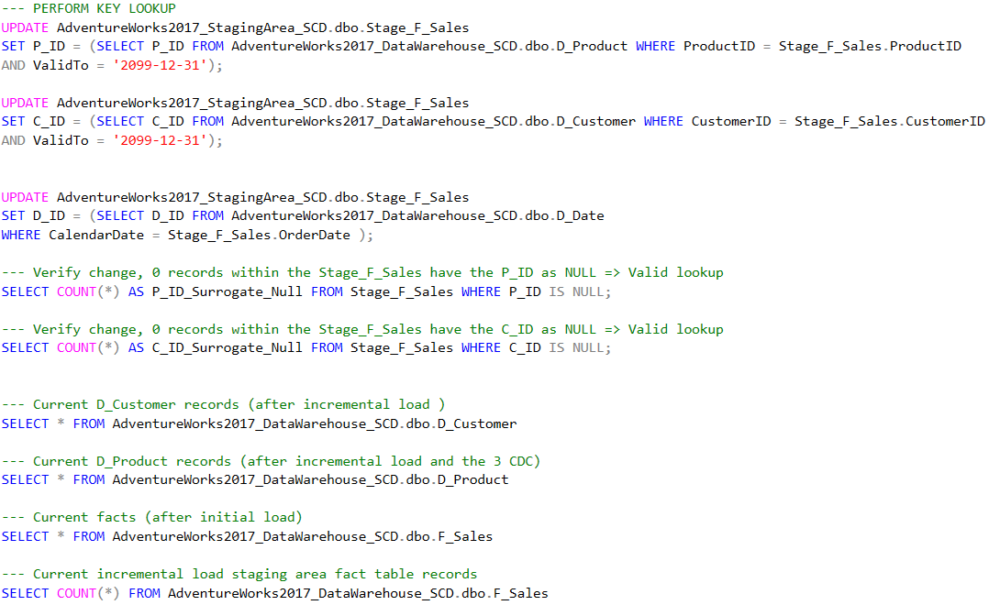 --- PERFORM KEY LOOKUP
UPDATE AdventureWorks2017_StagingArea_SCD.dbo.Stage_F_Sales
SET P_ID = (SELECT P_ID FROM AdventureWorks2017_DataWarehouse_SCD.dbo.D_Product WHERE ProductID = Stage_F_Sales.ProductID
AND ValidTo = '2099-12-31');
UPDATE AdventureWorks2017_StagingArea_SCD.dbo.Stage_F_Sales
SET C_ID = (SELECT C_ID FROM AdventureWorks2017_DataWarehouse_SCD.dbo.D_Customer WHERE CustomerID = Stage_F_Sales.CustomerID
AND ValidTo = '2099-12-31');
UPDATE AdventureWorks2017_StagingArea_SCD.dbo.Stage_F_Sales
SET D_ID = (SELECT D_ID FROM AdventureWorks2017_DataWarehouse_SCD.dbo.D_Date
WHERE CalendarDate = Stage_F_Sales.OrderDate );
--- Verify change, 0 records within the Stage_F_Sales have the P_ID as NULL => Valid lookup
SELECT COUNT(*) AS P_ID_Surrogate_Null FROM Stage_F_Sales WHERE P_ID IS NULL;
--- Verify change, 0 records within the Stage_F_Sales have the C_ID as NULL => Valid lookup
SELECT COUNT(*) AS C_ID_Surrogate_Null FROM Stage_F_Sales WHERE C_ID IS NULL;
--- Current D_Customer records (after incremental load )
SELECT * FROM AdventureWorks2017_DataWarehouse_SCD.dbo.D_Customer
--- Current D_Product records (after incremental load and the 3 CDC)
SELECT * FROM AdventureWorks2017_DataWarehouse_SCD.dbo.D_Product
--- Current facts (after initial load)
SELECT * FROM AdventureWorks2017_DataWarehouse_SCD.dbo.F_Sales
--- Current incremental load staging area fact table records
SELECT COUNT(*) FROM AdventureWorks2017_DataWarehouse_SCD.dbo.F_Sales